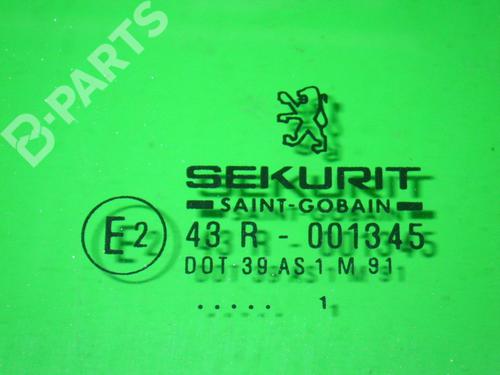 B-PARTS
SEKURIT
SAINT-GOBAIN
E2 43 R - 001345
DOT-39 AS 1 M 91
..... 1